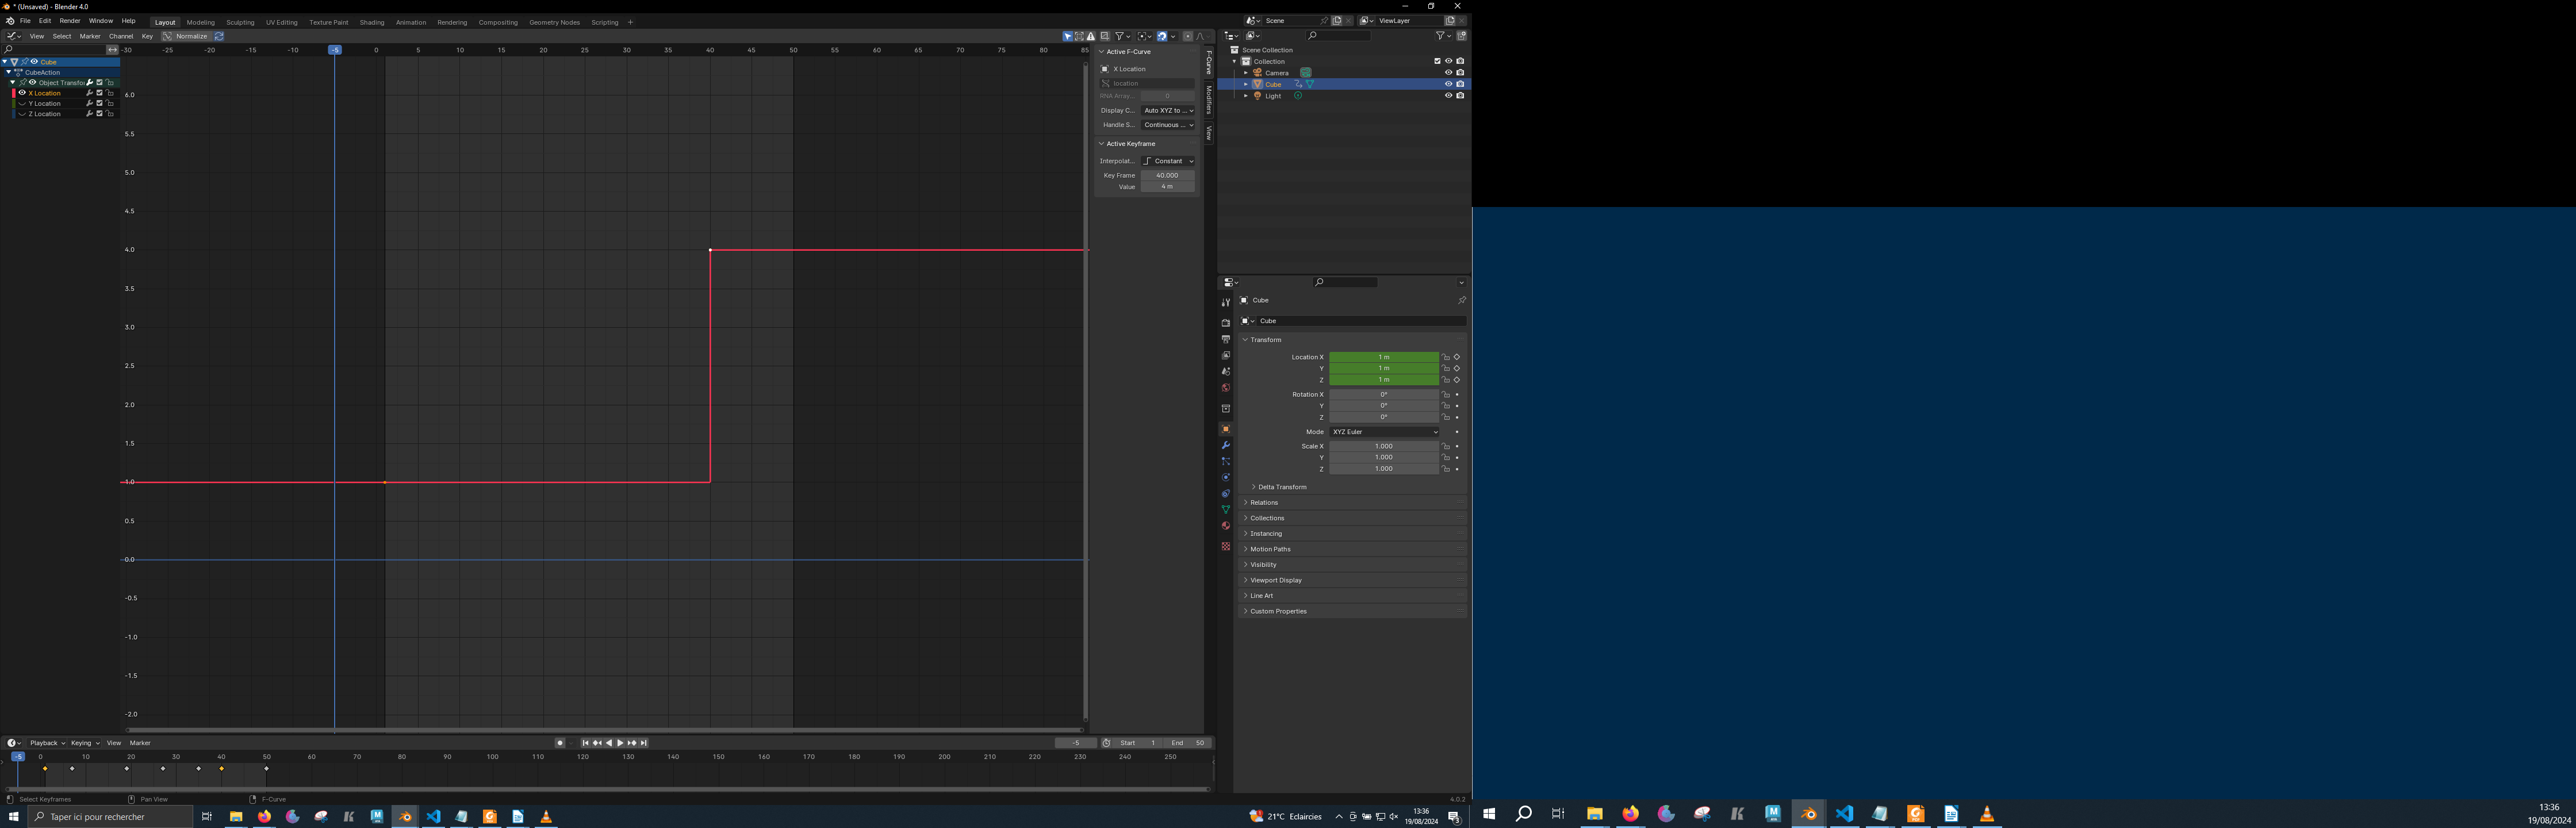 * (Unsaved) - Blender 4.0
File Edit Render Window Help
Layout Modeling Sculpting UV Editing Texture Paint Shading Animation Rendering Compositing Geometry Nodes Scripting +
Scene ViewLayer
View Select Marker Channel Key Normalize
-30 -25 -20 -15 -10 -5 0 5 10 15 20 25 30 35 40 45 50 55 60 65 70 75 80 85
Cube
CubeAction
Object Transfo
X Location
Y Location
Z Location
6.0
5.5
5.0
4.5
4.0
3.5
3.0
2.5
2.0
1.5
1.0
0.5
0.0
-0.5
-1.0
-1.5
-2.0
Active F-Curve
X Location
location
RNA Array... 0
Display C... Auto XYZ to ...
Handle S... Continuous ...
Active Keyframe
Interpolat... Constant
Key Frame 40.000
Value 4 m
F-Curve
Modifiers
View
Scene Collection
Collection
Camera
Cube
Light
Cube
Cube
Transform
Location X 1 m
Y 1 m
Z 1 m
Rotation X 0°
Y 0°
Z 0°
Mode XYZ Euler
Scale X 1.000
Y 1.000
Z 1.000
Delta Transform
Relations
Collections
Instancing
Motion Paths
Visibility
Viewport Display
Line Art
Custom Properties
Playback Keying View Marker -5 Start 1 End 50
-5 0 10 20 30 40 50 60 70 80 90 100 110 120 130 140 150 160 170 180 190 200 210 220 230 240 250
Select Keyframes Pan View F-Curve 4.0.2
Taper ici pour rechercher 21°C Eclaircies 13:36
19/08/2024
3
13:36
19/08/2024